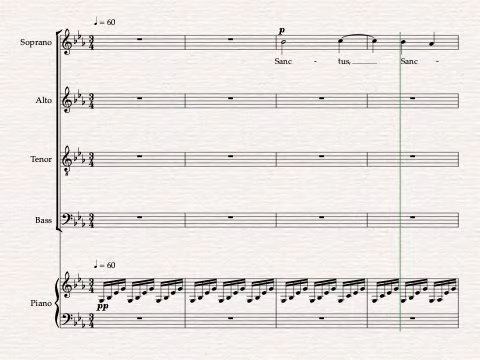 ♩ = 60
Soprano
p
Sanc - tus, Sanc -
Alto
Tenor
Bass
♩ = 60
Piano
pp